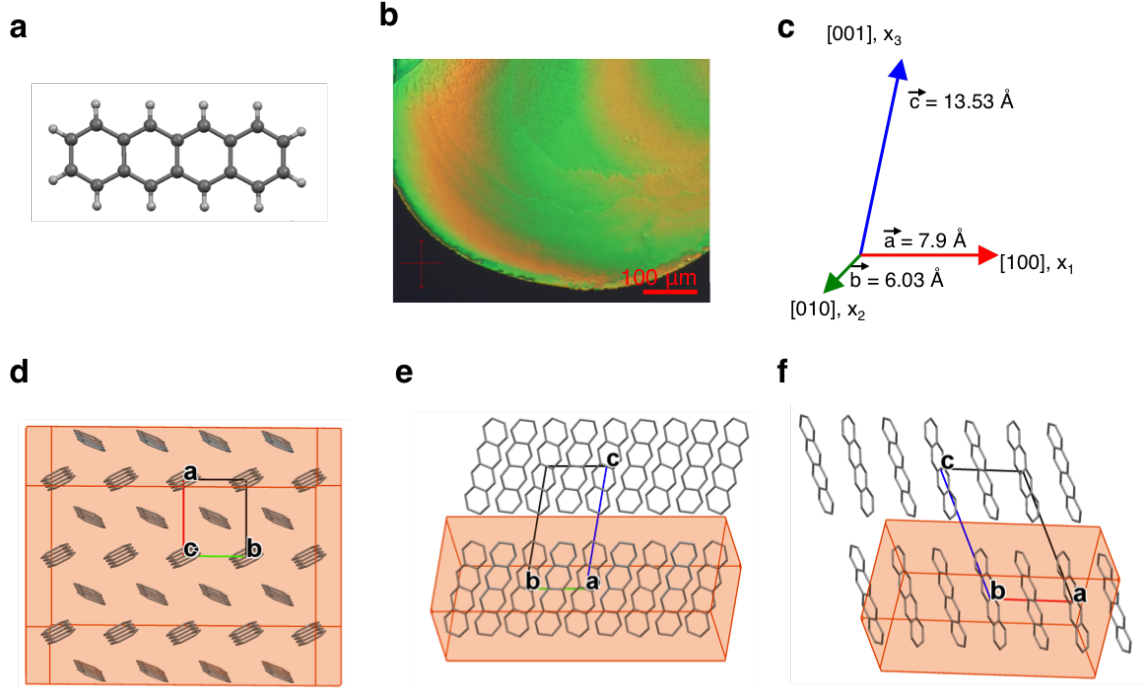 a
b
100 µm
c
[001], x₃
c⃗ = 13.53 Å
a⃗ = 7.9 Å
[100], x₁
b⃗ = 6.03 Å
[010], x₂
d
a
c
b
e
c
b
a
f
c
b
a